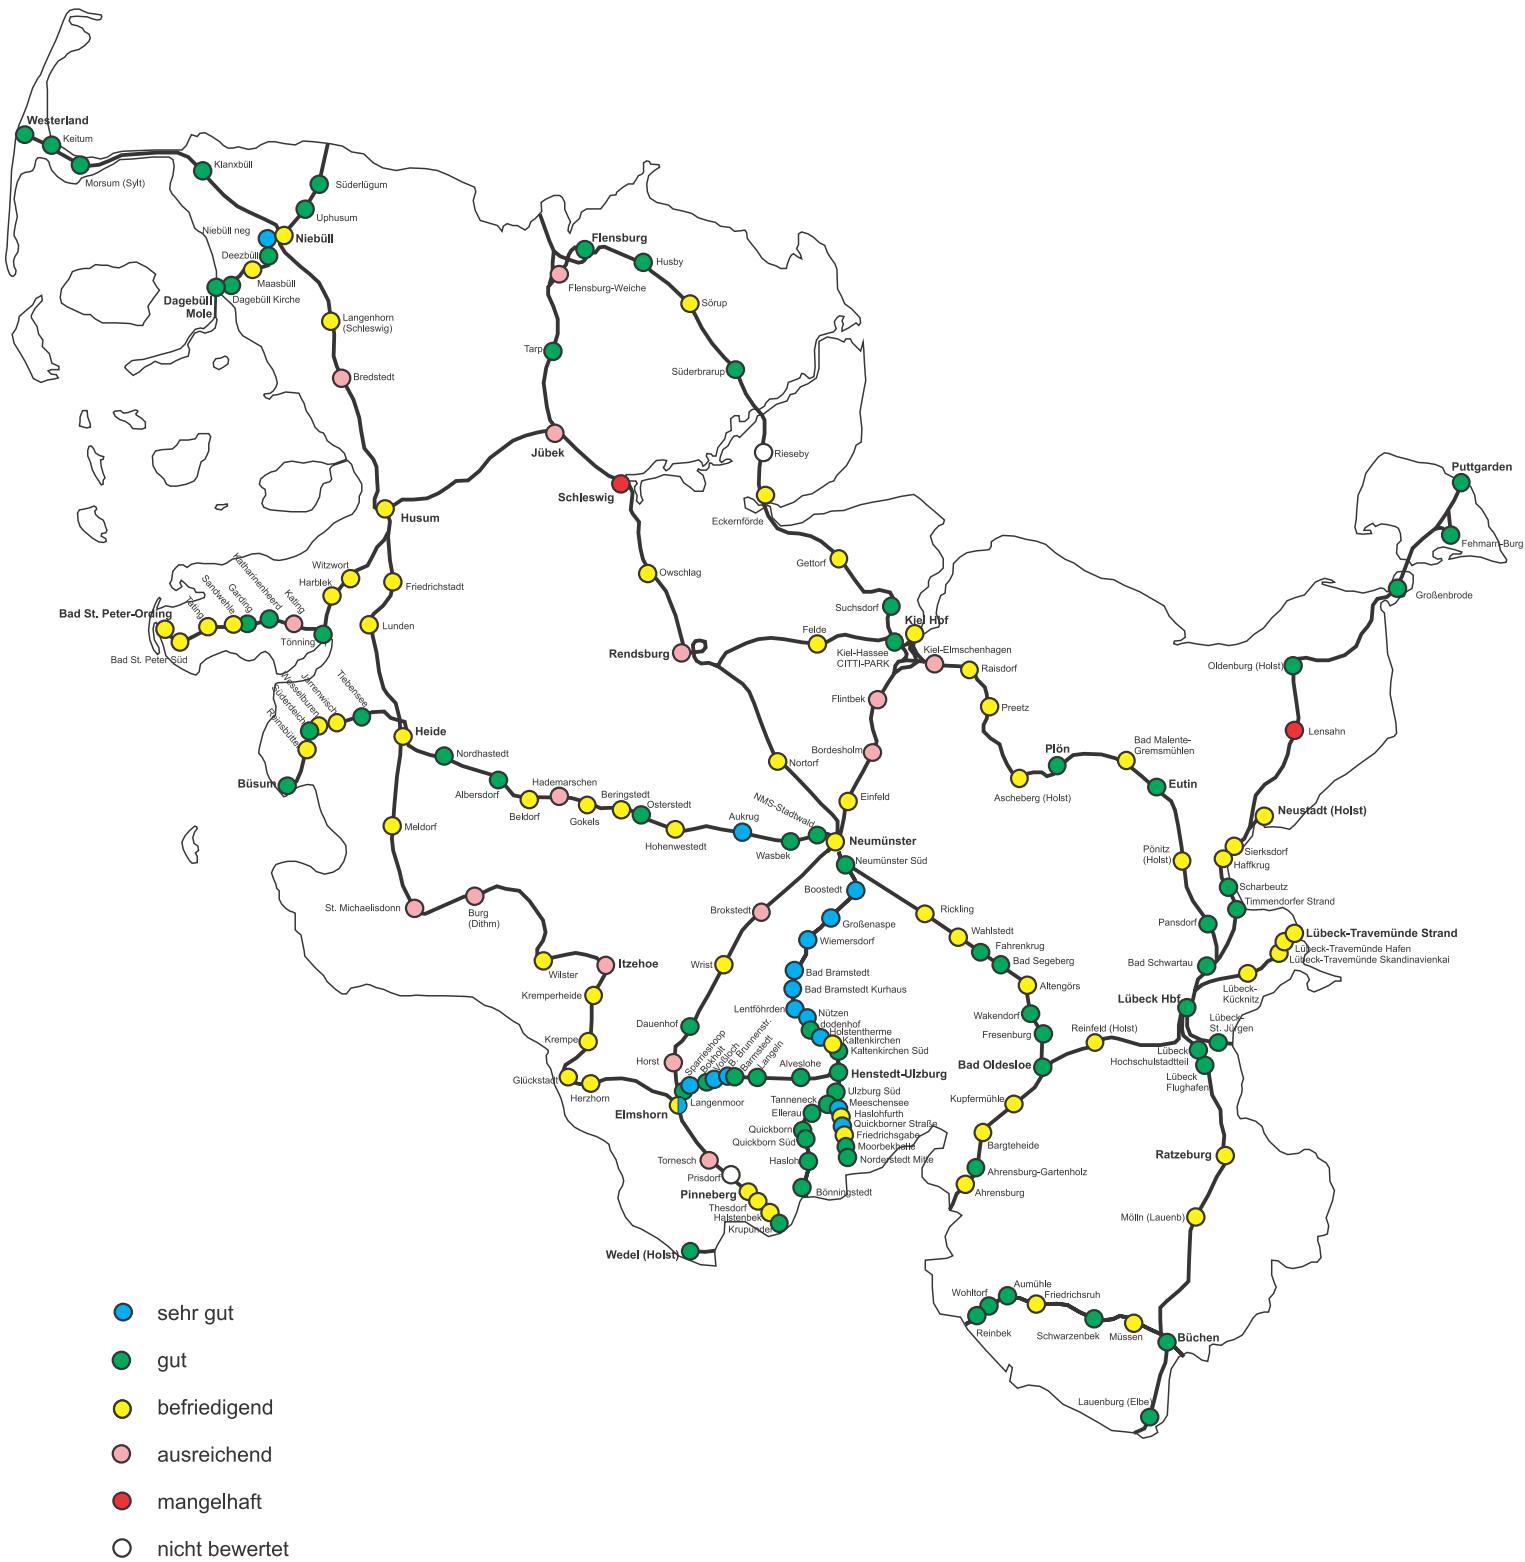 Westerland
Keitum
Morsum (Sylt)
Klanxbüll
Süderlügum
Uphusum
Niebüll neg
Niebüll
Deezbüll
Maasbüll
Dagebüll Kirche
Dagebüll
Mole
Langenhorn
(Schleswig)
Bredstedt
Flensburg
Husby
Flensburg-Weiche
Sörup
Tarp
Süderbrarup
Jübek
Schleswig
Rieseby
Eckernförde
Husum
Gettorf
Owschlag
Suchsdorf
Witzwort
Harblek
Friedrichstadt
Katharinenheerd
Sandwehle
Garding
Kating
Tating
Bad St. Peter-Ording
Bad St. Peter Süd
Tönning
Lunden
Rendsburg
Felde
Kiel Hbf
Kiel-Hassee
CITTI-PARK
Kiel-Elmschenhagen
Raisdorf
Flintbek
Preetz
Puttgarden
Fehmarn-Burg
Großenbrode
Oldenburg (Holst)
Lensahn
Tiebensee
Jarrenwisch
Wesselburen
Süderdeich
Reinsbüttel
Büsum
Heide
Nordhastedt
Albersdorf
Hademarschen
Beldorf
Gokels
Beringstedt
Osterstedt
Hohenwestedt
Aukrug
Wasbek
NMS-Stadtwald
Nortorf
Bordesholm
Einfeld
Neumünster
Neumünster Süd
Plön
Ascheberg (Holst)
Bad Malente-
Gremsmühlen
Eutin
Neustadt (Holst)
Sierksdorf
Haffkrug
Pönitz
(Holst)
Scharbeutz
Timmendorfer Strand
Pansdorf
Meldorf
St. Michaelisdonn
Burg
(Dithm)
Wilster
Itzehoe
Kremperheide
Krempe
Glückstadt
Herzhorn
Boostedt
Großenaspe
Wiemersdorf
Brokstedt
Wrist
Bad Bramstedt
Bad Bramstedt Kurhaus
Lentföhrden
Nützen
dodenhof
Holstentherme
Kaltenkirchen
Kaltenkirchen Süd
Rickling
Wahlstedt
Fahrenkrug
Bad Segeberg
Altengörs
Wakendorf
Fresenburg
Bad Oldesloe
Reinfeld (Holst)
Lübeck-Travemünde Strand
Lübeck-Travemünde Hafen
Lübeck-Travemünde Skandinavienkai
Bad Schwartau
Lübeck-
Kücknitz
Lübeck Hbf
Lübeck-
St. Jürgen
Lübeck
Hochschulstadtteil
Lübeck
Flughafen
Dauenhof
Horst
Elmshorn
Langenmoor
Sparrieshoop
Bokholt
Voßloch
B. Brunnenstr.
Barmstedt
Langeln
Alveslohe
Henstedt-Ulzburg
Ulzburg Süd
Tanneneck
Meeschensee
Ellerau
Haslohfurth
Quickborner Straße
Quickborn
Friedrichsgabe
Quickborn Süd
Moorbekhalle
Hasloh
Norderstedt Mitte
Bönningstedt
Tornesch
Prisdorf
Pinneberg
Thesdorf
Halstenbek
Krupunder
Wedel (Holst)
Kupfermühle
Bargteheide
Ahrensburg-Gartenholz
Ahrensburg
Ratzeburg
Mölln (Lauenb)
Aumühle
Wohltorf
Friedrichsruh
Reinbek
Schwarzenbek
Müssen
Büchen
Lauenburg (Elbe)
sehr gut
gut
befriedigend
ausreichend
mangelhaft
nicht bewertet